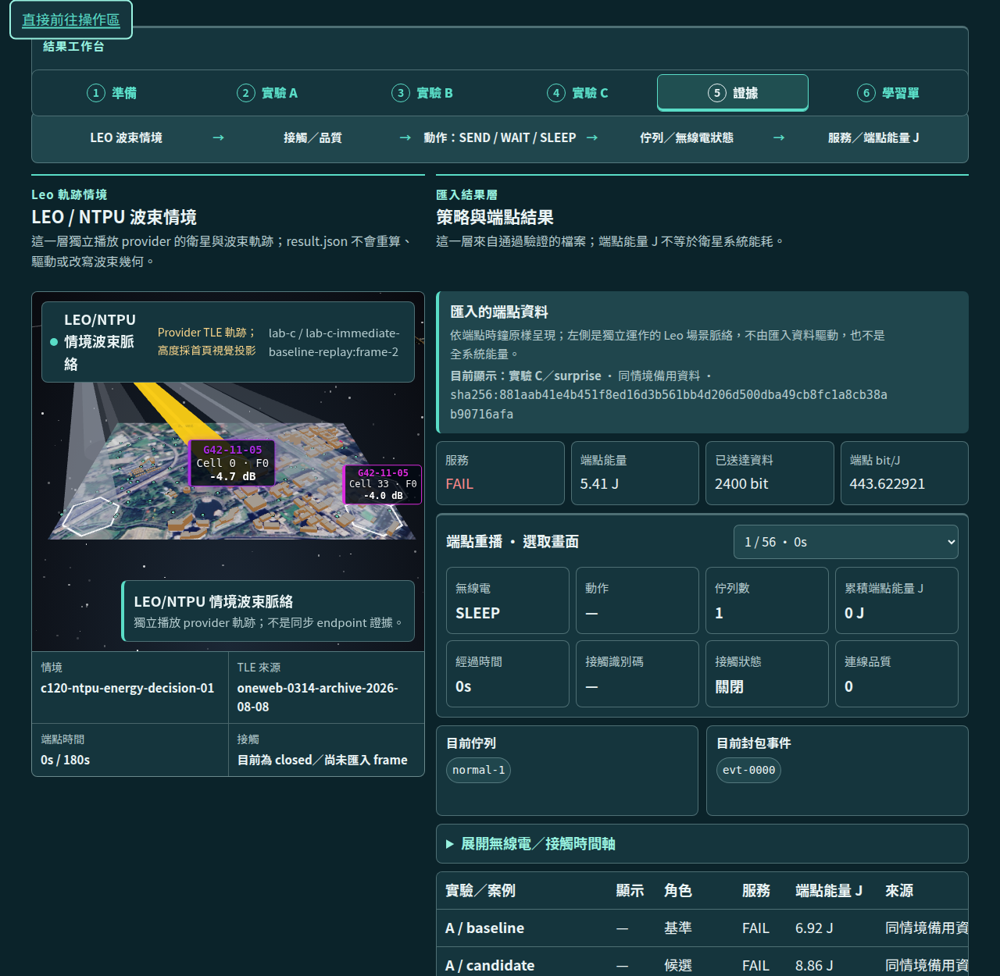 直接前往操作區
結果工作台
1 準備
2 實驗 A
3 實驗 B
4 實驗 C
5 證據
6 學習單
LEO 波束情境 → 接觸／品質 → 動作：SEND / WAIT / SLEEP → 佇列／無線電狀態 → 服務／端點能量 J
Leo 軌跡情境
LEO / NTPU 波束情境
這一層獨立播放 provider 的衛星與波束軌跡；result.json 不會重算、
驅動或改寫波束幾何。
匯入結果層
策略與端點結果
這一層來自通過驗證的檔案；端點能量 J 不等於衛星系統能耗。
LEO/NTPU
情境波束脈
絡
Provider TLE 軌跡；
高度採首頁視覺投影
lab-c / lab-c-immediate-
baseline-replay:frame-2
G42-11-05
Cell 0 · F0
-4.7 dB
G42-11-05
Cell 33 · F0
-4.0 dB
LEO/NTPU 情境波束脈絡
獨立播放 provider 軌跡；不是同步 endpoint 證據。
情境
c120-ntpu-energy-decision-01
TLE 來源
oneweb-0314-archive-2026-
08-08
端點時間
0s / 180s
接觸
目前為 closed／尚未匯入 frame
匯入的端點資料
依端點時鐘原樣呈現；左側是獨立運作的 Leo 場景脈絡，不由匯入資料驅動，也不是
全系統能量。
目前顯示：實驗 C／surprise · 同情境備用資料 ·
sha256:881aab41e4b451f8ed16d3b561bb4d206d500dba49cb8fc1a8cb38a
b90716afa
服務
FAIL
端點能量
5.41 J
已送達資料
2400 bit
端點 bit/J
443.622921
端點重播 · 選取畫面
1 / 56 · 0s
無線電
SLEEP
動作
—
佇列數
1
累積端點能量 J
0 J
經過時間
0s
接觸識別碼
—
接觸狀態
關閉
連線品質
0
目前佇列
normal-1
目前封包事件
evt-0000
▶ 展開無線電／接觸時間軸
實驗／案例 顯示 角色 服務 端點能量 J 來源
A / baseline — 基準 FAIL 6.92 J 同情境備用資
A / candidate — 候選 FAIL 8.86 J 同情境備用資